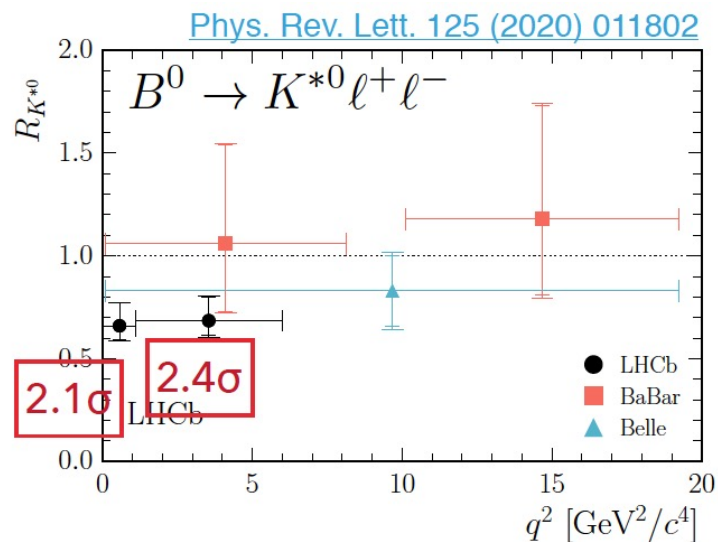 Phys. Rev. Lett. 125 (2020) 011802
2.0
B⁰ → K*⁰ℓ⁺ℓ⁻
R_K*⁰
1.5
1.0
0.5
2.4σ
2.1σ
LHCb
LHCb
BaBar
Belle
0.0
0 5 10 15 20
q² [GeV²/c⁴]